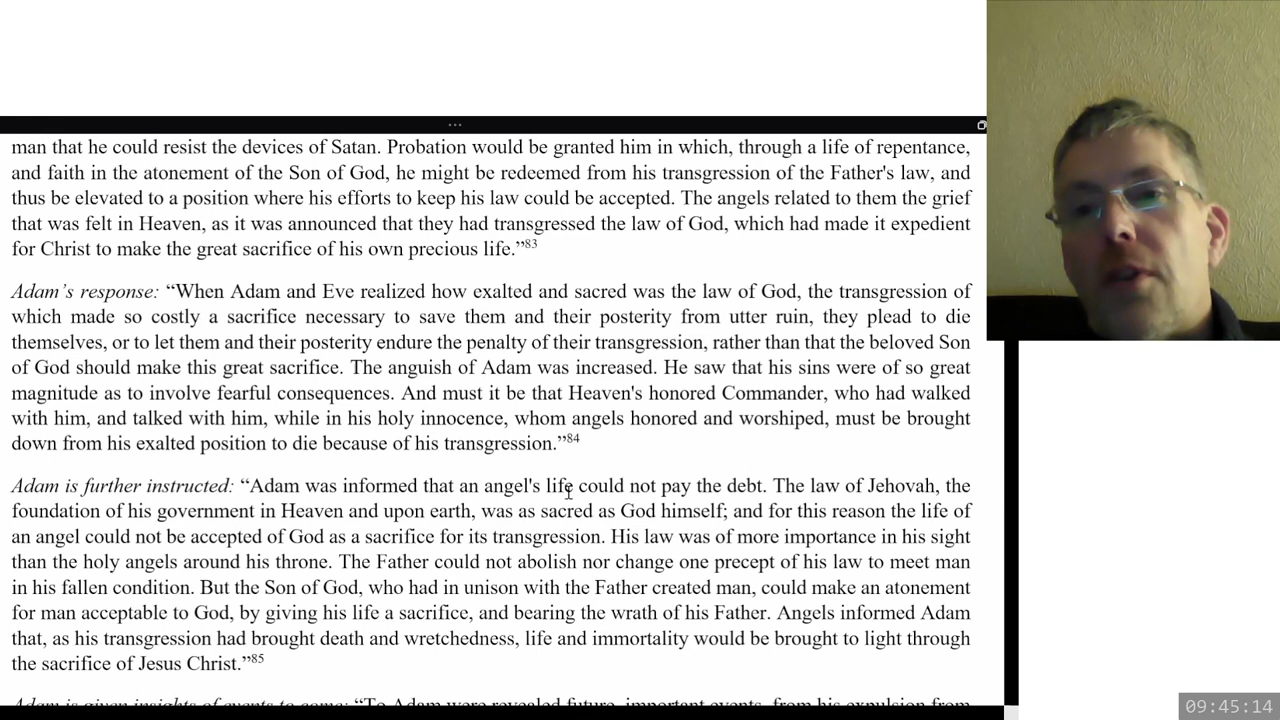 man that he could resist the devices of Satan. Probation would be granted him in which, through a life of repentance,
and faith in the atonement of the Son of God, he might be redeemed from his transgression of the Father's law, and
thus be elevated to a position where his efforts to keep his law could be accepted. The angels related to them the grief
that was felt in Heaven, as it was announced that they had transgressed the law of God, which had made it expedient
for Christ to make the great sacrifice of his own precious life.”83
Adam’s response: “When Adam and Eve realized how exalted and sacred was the law of God, the transgression of
which made so costly a sacrifice necessary to save them and their posterity from utter ruin, they plead to die
themselves, or to let them and their posterity endure the penalty of their transgression, rather than that the beloved Son
of God should make this great sacrifice. The anguish of Adam was increased. He saw that his sins were of so great
magnitude as to involve fearful consequences. And must it be that Heaven's honored Commander, who had walked
with him, and talked with him, while in his holy innocence, whom angels honored and worshiped, must be brought
down from his exalted position to die because of his transgression.”84
Adam is further instructed: “Adam was informed that an angel's life could not pay the debt. The law of Jehovah, the
foundation of his government in Heaven and upon earth, was as sacred as God himself; and for this reason the life of
an angel could not be accepted of God as a sacrifice for its transgression. His law was of more importance in his sight
than the holy angels around his throne. The Father could not abolish nor change one precept of his law to meet man
in his fallen condition. But the Son of God, who had in unison with the Father created man, could make an atonement
for man acceptable to God, by giving his life a sacrifice, and bearing the wrath of his Father. Angels informed Adam
that, as his transgression had brought death and wretchedness, life and immortality would be brought to light through
the sacrifice of Jesus Christ.”85
Adam is given insights of events to come: “To Adam were revealed future, important events, from his expulsion from
09:45:14